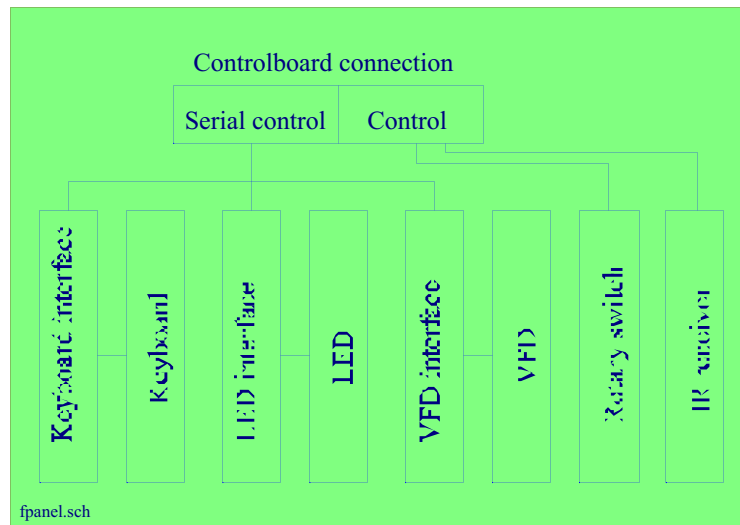 Controlboard connection
Serial control
Control
Keyboard interface
Keyboard
LED interface
LED
VFD interface
VFD
Rotary switch
IR receiver
fpanel.sch